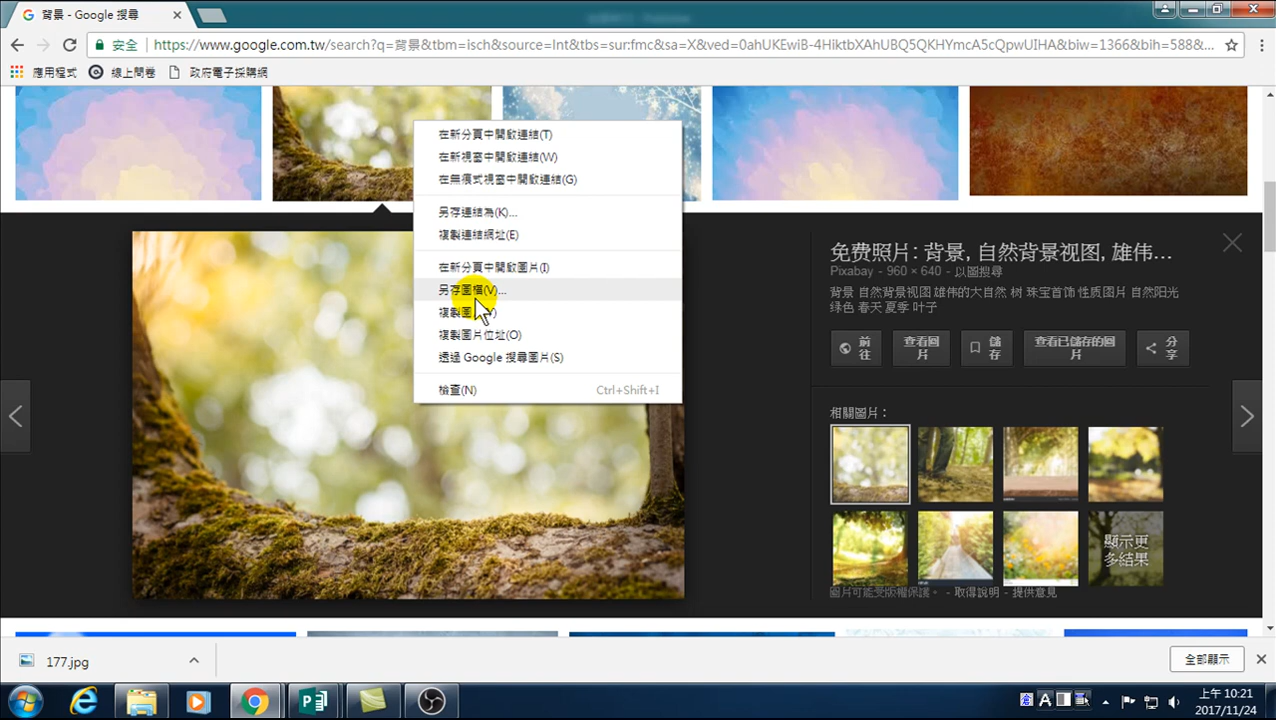 背景 - Google 搜尋
安全
https://www.google.com.tw/search?q=背景&tbm=isch&source=lnt&tbs=sur:fmc&sa=X&ved=0ahUKEwiB-4HiktbXAhUBQ5QKHYmcA5cQpwUIHA&biw=1366&bih=588&...
應用程式
線上問卷
政府電子採購網
在新分頁中開啟連結(T)
在新視窗中開啟連結(W)
在無痕式視窗中開啟連結(G)
另存連結為(K)...
複製連結網址(E)
在新分頁中開啟圖片(I)
另存圖檔(V)...
複製圖
複製圖片位址(O)
透過 Google 搜尋圖片(S)
檢查(N) Ctrl+Shift+I
免费照片: 背景, 自然背景视图, 雄伟...
Pixabay - 960 × 640 - 以圖搜尋
背景 自然背景视图 雄伟的大自然 树 珠宝首饰 性质图片 自然阳光
绿色 春天 夏季 叶子
前往
查看圖片
儲存
查看已儲存的圖片
分享
相關圖片：
顯示更
多結果
圖片可能受版權保護。 - 取得說明 - 提供意見
177.jpg
全部顯示
上午 10:21
2017/11/24